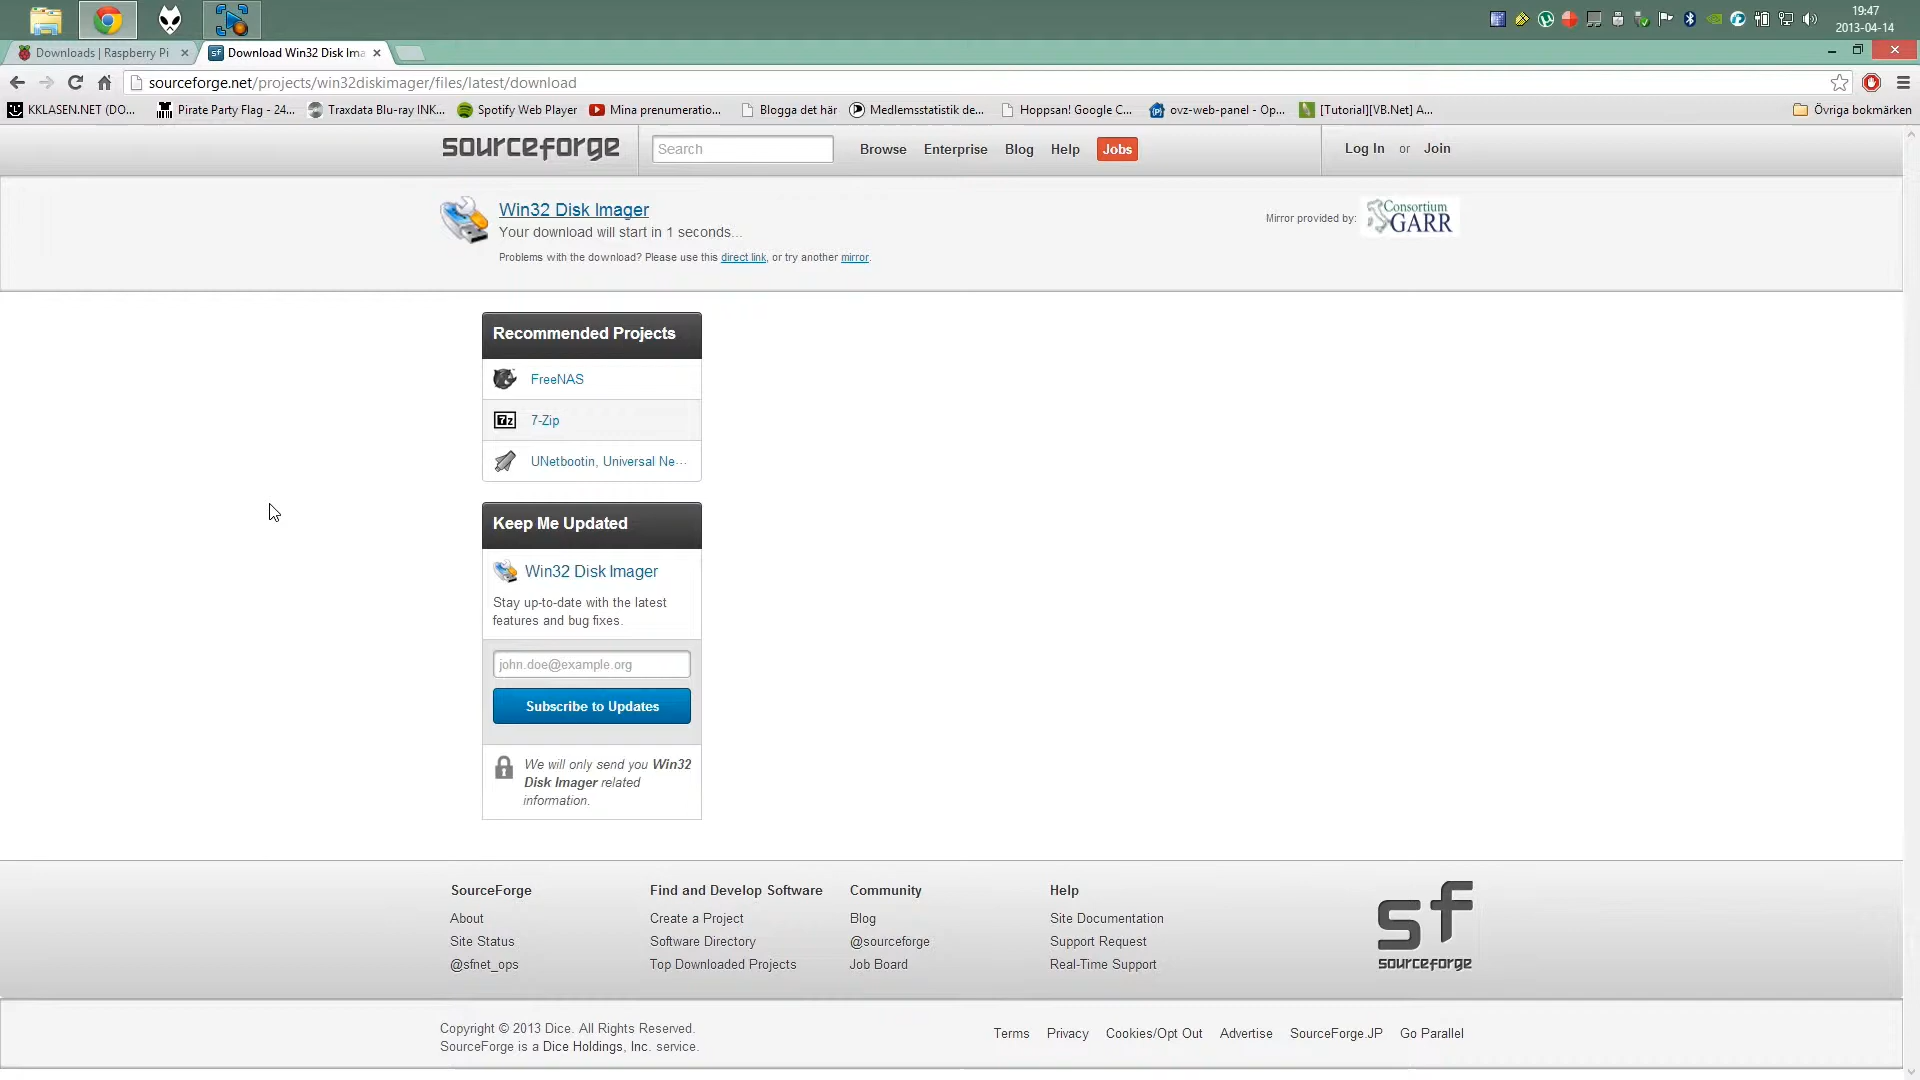 19:47
2013-04-14
Downloads | Raspberry Pi
sf Download Win32 Disk Ima
sourceforge.net/projects/win32diskimager/files/latest/download
KKLASEN.NET (DO... Pirate Party Flag - 24... Traxdata Blu-ray INK... Spotify Web Player Mina prenumeratio... Blogga det här Medlemsstatistik de... Hoppsan! Google C... ovz-web-panel - Op... [Tutorial][VB.Net] A... Övriga bokmärken
sourceforge Search Browse Enterprise Blog Help Jobs Log In or Join
Win32 Disk Imager
Your download will start in 1 seconds...
Problems with the download? Please use this direct link, or try another mirror.
Mirror provided by: Consortium
GARR
Recommended Projects
FreeNAS
7z 7-Zip
UNetbootin, Universal Ne...
Keep Me Updated
Win32 Disk Imager
Stay up-to-date with the latest
features and bug fixes.
john.doe@example.org
Subscribe to Updates
We will only send you Win32
Disk Imager related
information.
SourceForge
About
Site Status
@sfnet_ops
Find and Develop Software
Create a Project
Software Directory
Top Downloaded Projects
Community
Blog
@sourceforge
Job Board
Help
Site Documentation
Support Request
Real-Time Support
sf
sourceforge
Copyright © 2013 Dice. All Rights Reserved.
SourceForge is a Dice Holdings, Inc. service.
Terms Privacy Cookies/Opt Out Advertise SourceForge.JP Go Parallel